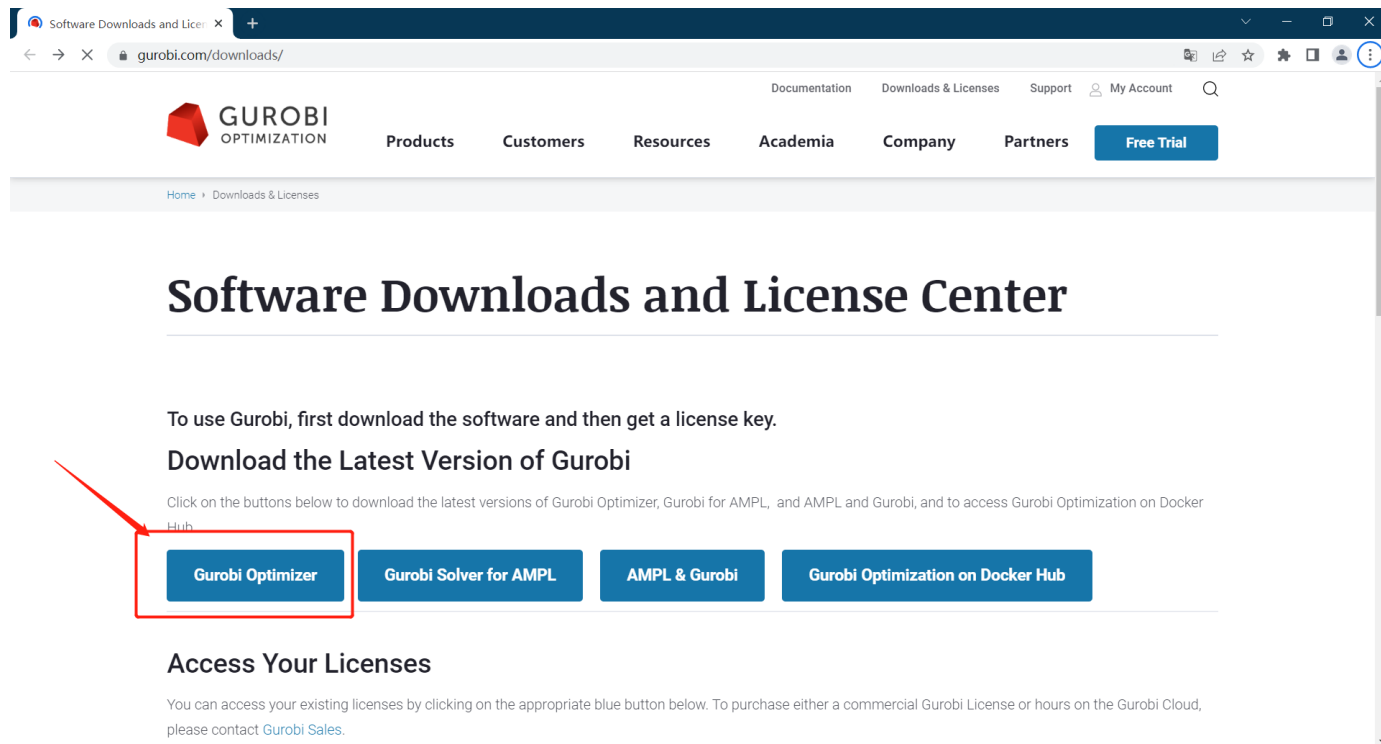 Software Downloads and Licen
gurobi.com/downloads/
Documentation Downloads & Licenses Support My Account
GUROBI
OPTIMIZATION
Products Customers Resources Academia Company Partners Free Trial
Home Downloads & Licenses
Software Downloads and License Center
To use Gurobi, first download the software and then get a license key.
Download the Latest Version of Gurobi
Click on the buttons below to download the latest versions of Gurobi Optimizer, Gurobi for AMPL, and AMPL and Gurobi, and to access Gurobi Optimization on Docker
Hub
Gurobi Optimizer Gurobi Solver for AMPL AMPL & Gurobi Gurobi Optimization on Docker Hub
Access Your Licenses
You can access your existing licenses by clicking on the appropriate blue button below. To purchase either a commercial Gurobi License or hours on the Gurobi Cloud,
please contact Gurobi Sales.